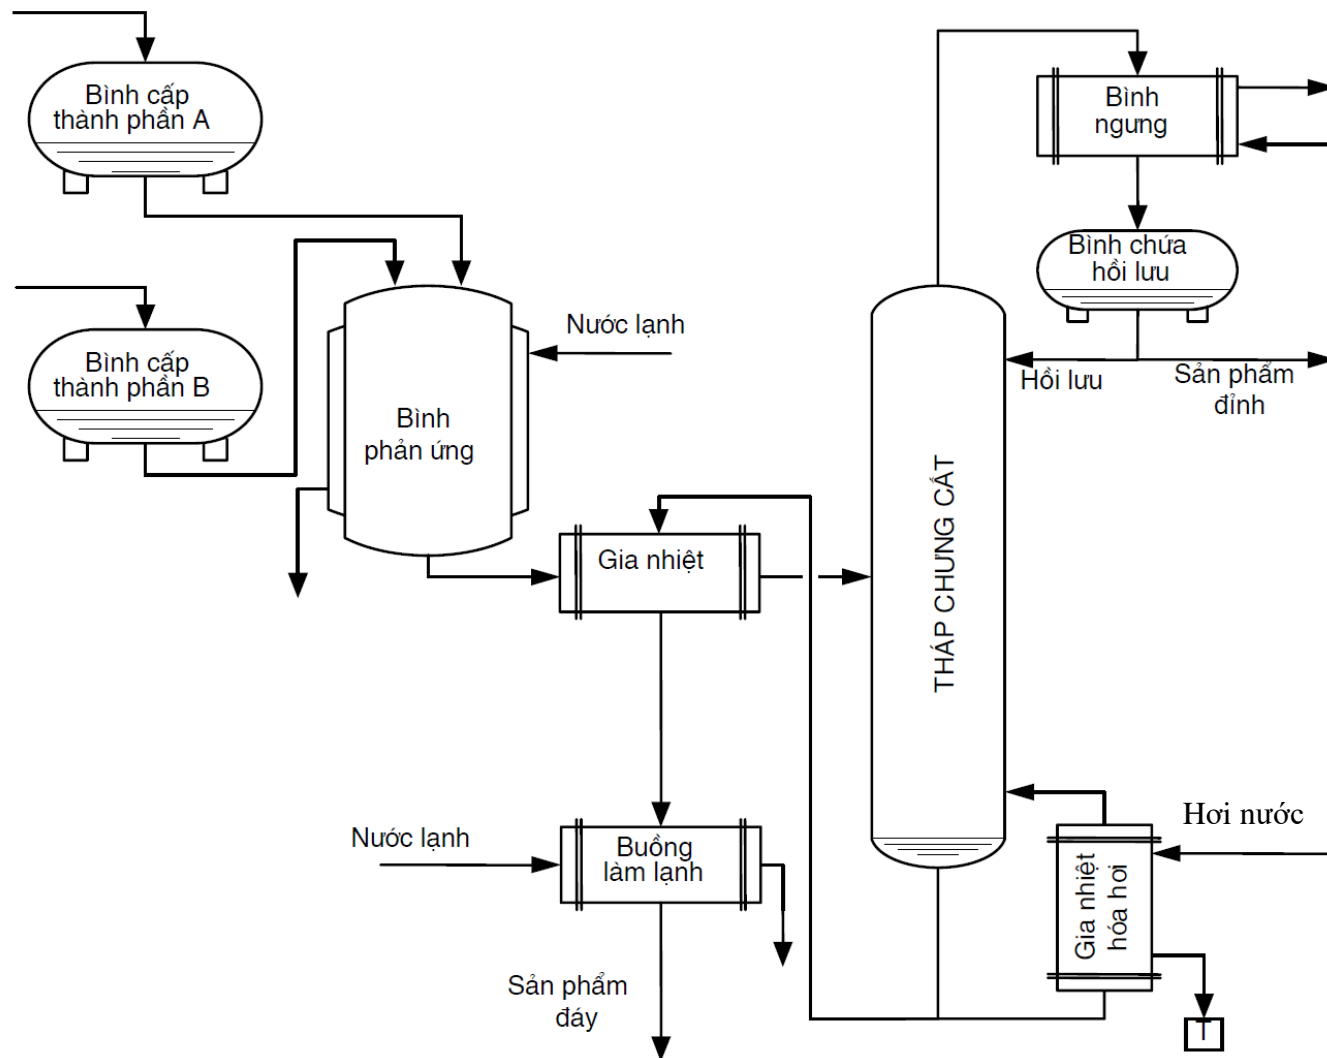 Bình cấp
thành phần A
Bình
ngưng
Bình chứa
hồi lưu
Nước lạnh
Bình cấp
thành phần B
Hồi lưu
Sản phẩm
đỉnh
Bình
phản ứng
THÁP CHƯNG CẤT
Gia nhiệt
Hơi nước
Nước lạnh
Buồng
làm lạnh
Gia nhiệt
hóa hơi
Sản phẩm
đáy
T